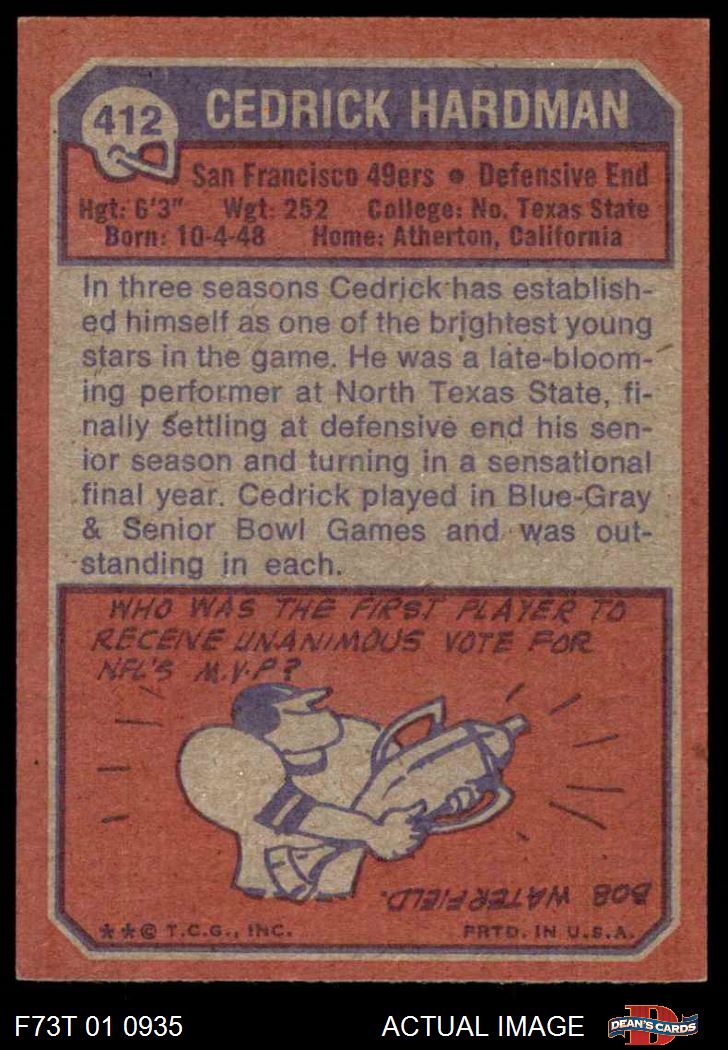 412
CEDRICK HARDMAN
San Francisco 49ers • Defensive End
Hgt: 6'3" Wgt: 252 College: No. Texas State
Born: 10-4-48 Home: Atherton, California
In three seasons Cedrick has establish-
ed himself as one of the brightest young
stars in the game. He was a late-bloom-
ing performer at North Texas State, fi-
nally settling at defensive end his sen-
ior season and turning in a sensational
final year. Cedrick played in Blue-Gray
& Senior Bowl Games and was out-
standing in each.
WHO WAS THE FIRST PLAYER TO
RECEIVE UNANIMOUS VOTE FOR
NFL'S M.V.P?
BOB WATERFIELD.
**© T.C.G., INC. PRTD. IN U.S.A.
F73T 01 0935 ACTUAL IMAGE
D
DEAN'S CARDS